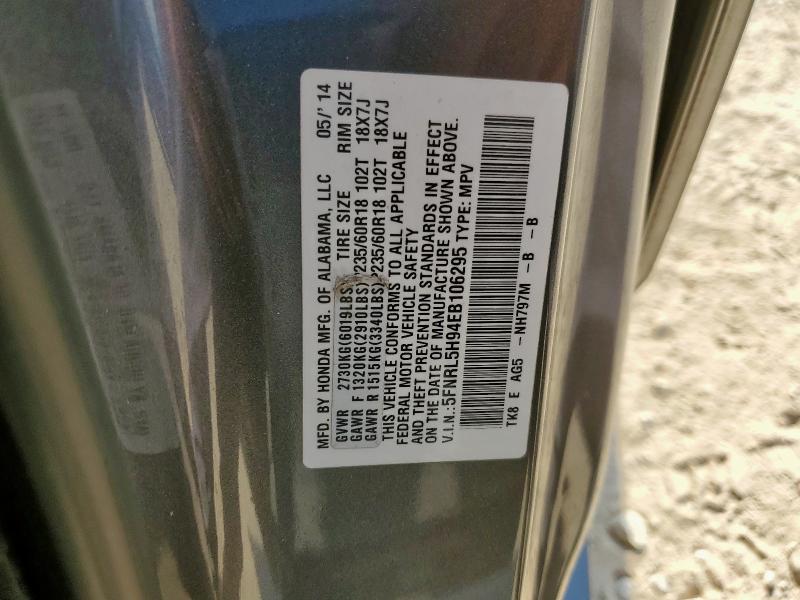 MFD. BY HONDA MFG. OF ALABAMA, LLC 05/'14
GVWR 2730KG(6019LBS) TIRE SIZE RIM SIZE
GAWR F 1320KG(2910LBS) P235/60R18 102T 18X7J
GAWR R 1515KG(3340LBS) P235/60R18 102T 18X7J
THIS VEHICLE CONFORMS TO ALL APPLICABLE
FEDERAL MOTOR VEHICLE SAFETY
AND THEFT PREVENTION STANDARDS IN EFFECT
ON THE DATE OF MANUFACTURE SHOWN ABOVE.
V.I.N.:5FNRL5H94EB106295 TYPE: MPV
TK8 E AG5 -NH797M -B -B